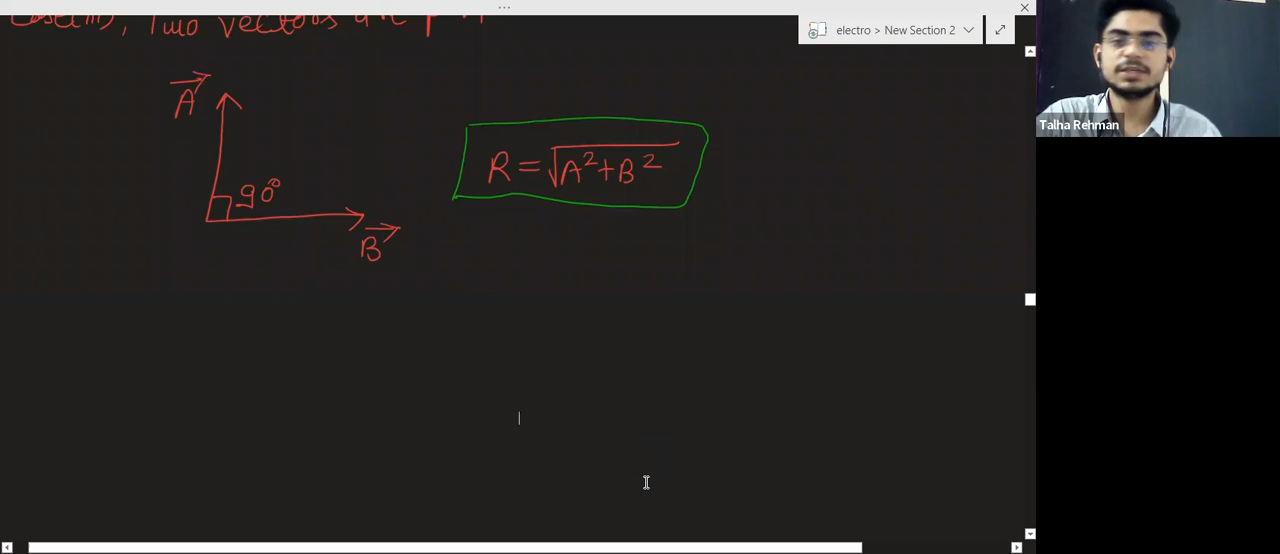 Two vectors are
electro > New Section 2
A
90°
R = √A²+B²
B
Talha Rehman